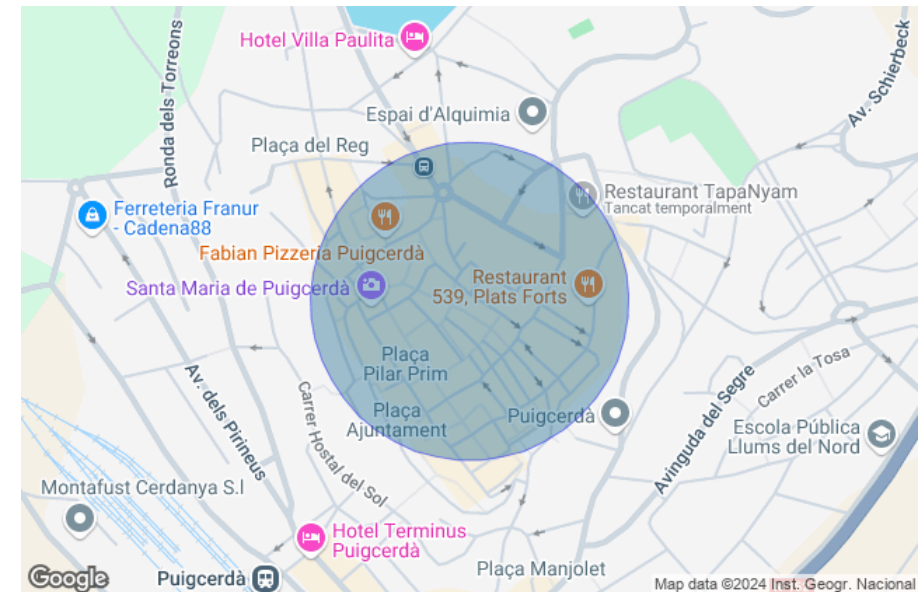 Hotel Villa Paulita
Ronda dels Torreons
Av. Schierbeck
Espai d'Alquimia
Plaça del Reg
Restaurant TapaNyam
Tancat temporalment
Ferreteria Franur
- Cadena88
Fabian Pizzeria Puigcerdà
Santa Maria de Puigcerdà
Restaurant
539, Plats Forts
Plaça
Pilar Prim
Carrer la Tosa
Av. dels Pirineus
Carrer Hostal del Sol
Plaça
Ajuntament
Puigcerdà
Avinguda del Segre
Escola Pública
Llums del Nord
Montafust Cerdanya S.l
Hotel Terminus
Puigcerdà
Plaça Manjolet
Puigcerdà
Google
Map data ©2024 Inst. Geogr. Nacional